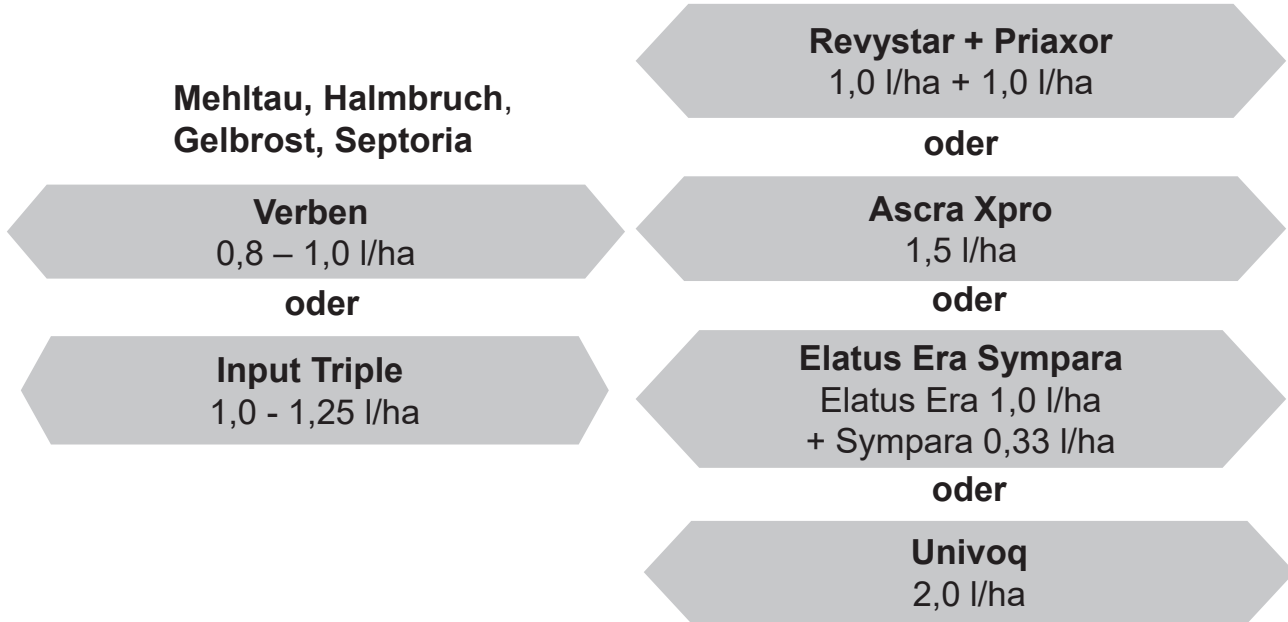 Mehltau, Halmbruch,
Gelbrost, Septoria
Verben
0,8 – 1,0 l/ha
oder
Input Triple
1,0 - 1,25 l/ha
Revystar + Priaxor
1,0 l/ha + 1,0 l/ha
oder
Ascra Xpro
1,5 l/ha
oder
Elatus Era Sympara
Elatus Era 1,0 l/ha
+ Sympara 0,33 l/ha
oder
Univoq
2,0 l/ha